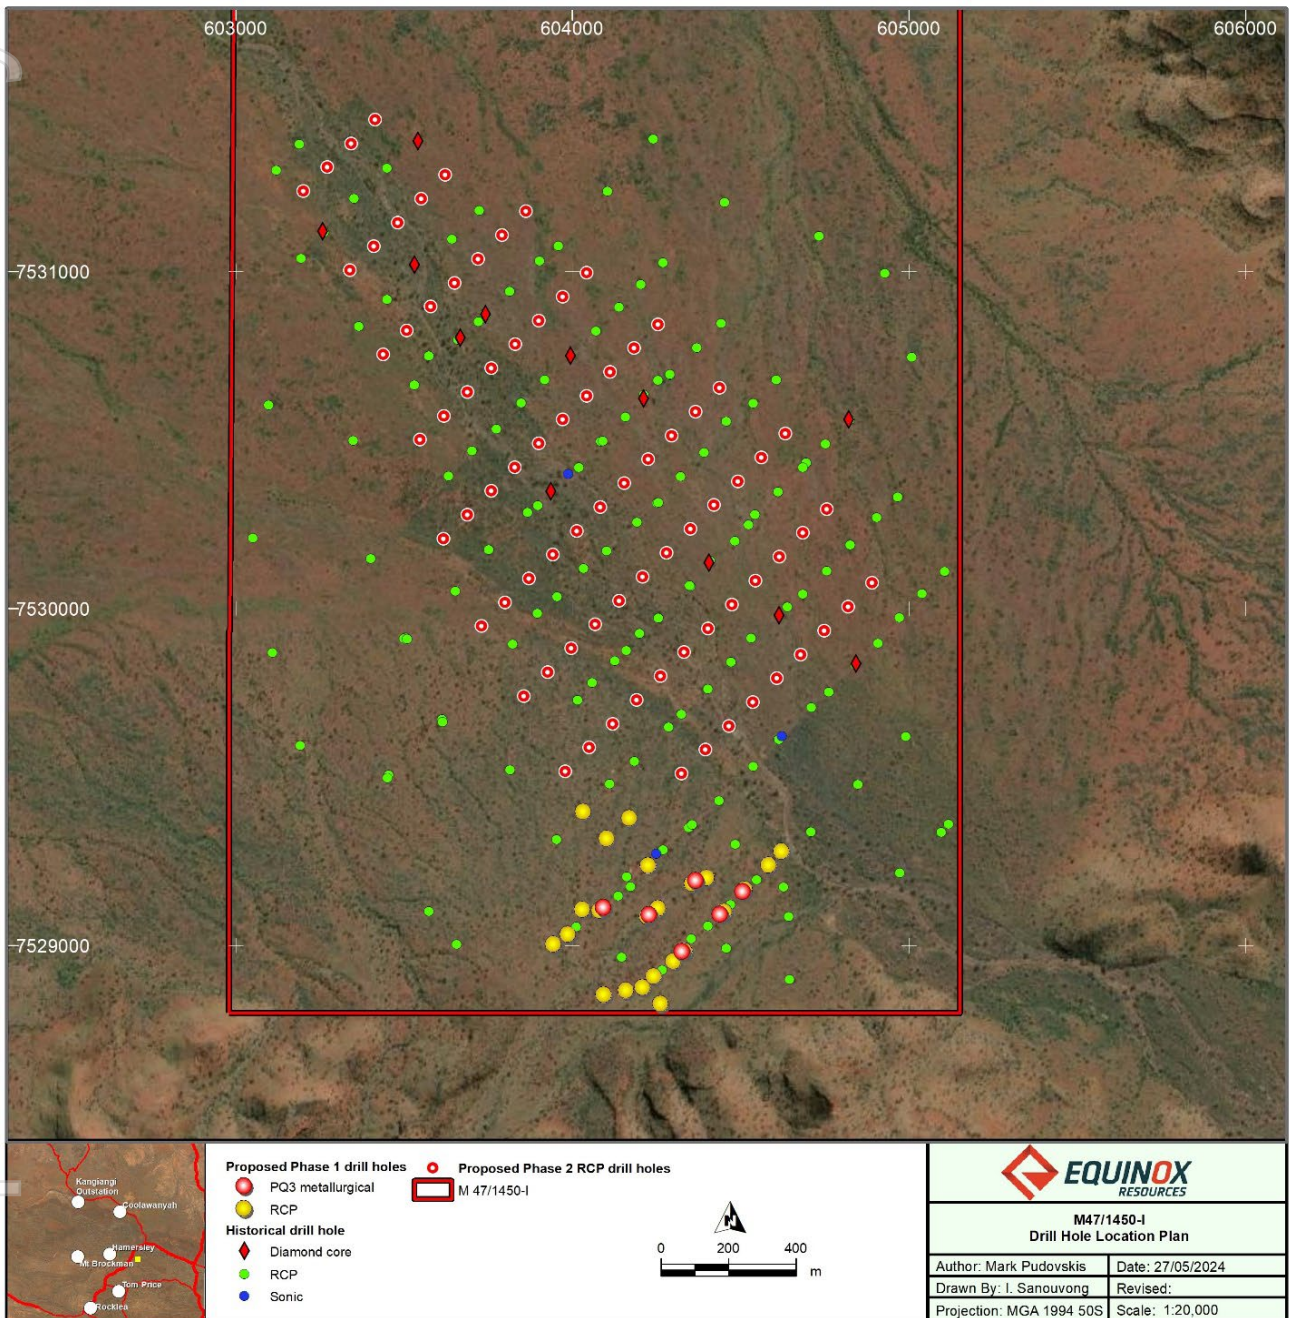 603000 604000 605000 606000
7531000
7530000
7529000
Kangiangi
Outstation
Coolawanyah
Hamersley
Mt Brockman
Tom Price
Rocklea
Proposed Phase 1 drill holes
PQ3 metallurgical
RCP
Historical drill hole
Diamond core
RCP
Sonic
Proposed Phase 2 RCP drill holes
M 47/1450-I
N
0 200 400
m
EQUINOX
RESOURCES
M47/1450-I
Drill Hole Location Plan
Author: Mark Pudovskis Date: 27/05/2024
Drawn By: I. Sanouvong Revised:
Projection: MGA 1994 50S Scale: 1:20,000